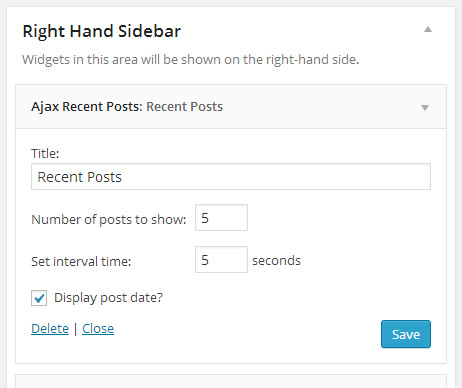 Right Hand Sidebar
Widgets in this area will be shown on the right-hand side.
Ajax Recent Posts: Recent Posts
Title:
Recent Posts
Number of posts to show: 5
Set interval time: 5 seconds
Display post date?
Delete | Close Save